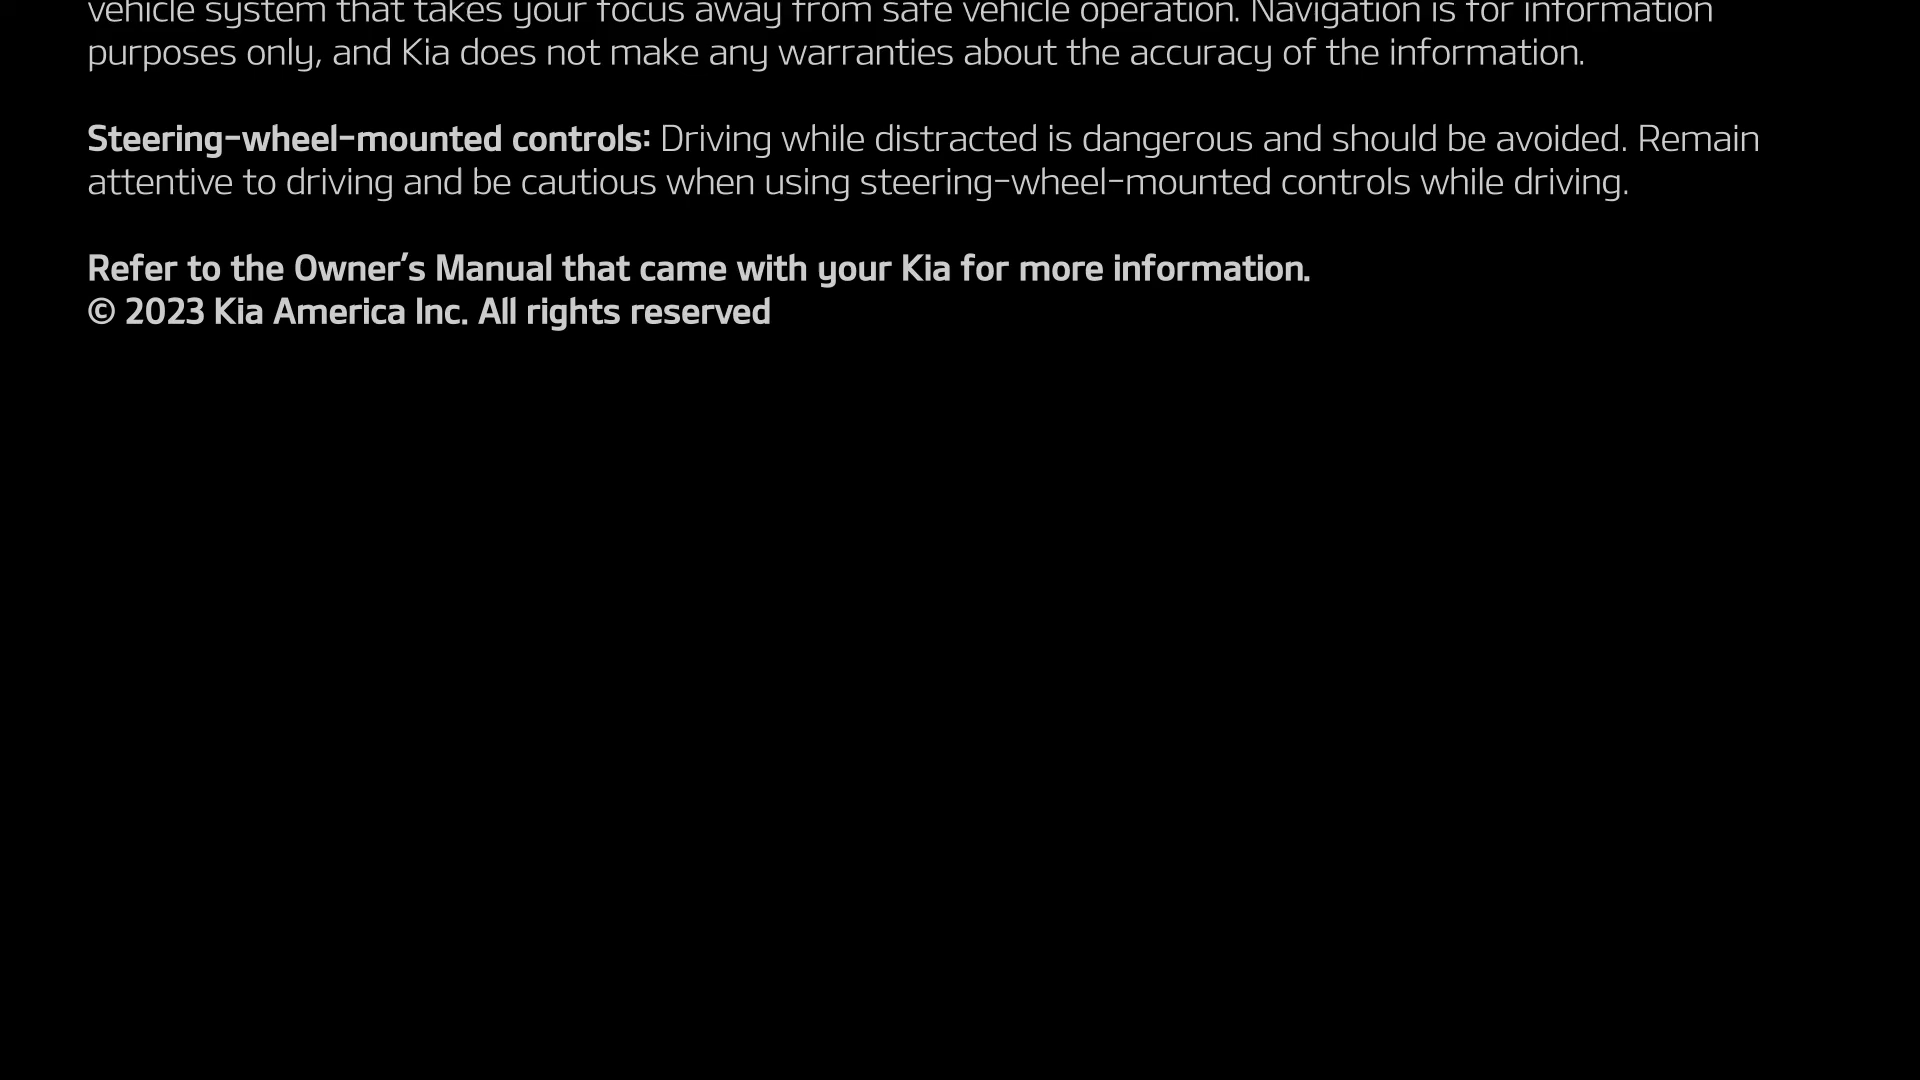 vehicle system that takes your focus away from safe vehicle operation. Navigation is for information
purposes only, and Kia does not make any warranties about the accuracy of the information.
Steering-wheel-mounted controls: Driving while distracted is dangerous and should be avoided. Remain
attentive to driving and be cautious when using steering-wheel-mounted controls while driving.
Refer to the Owner's Manual that came with your Kia for more information.
© 2023 Kia America Inc. All rights reserved